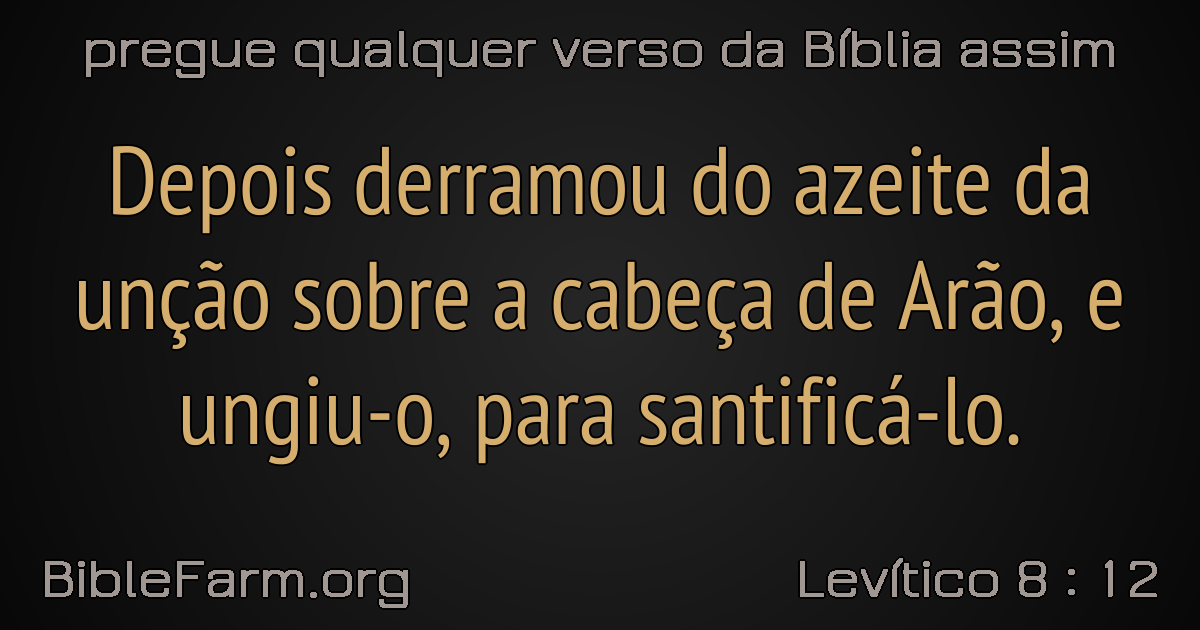 pregue qualquer verso da Bíblia assim
Depois derramou do azeite da
unção sobre a cabeça de Arão, e
ungiu-o, para santificá-lo.
BibleFarm.org
Levítico 8 : 12